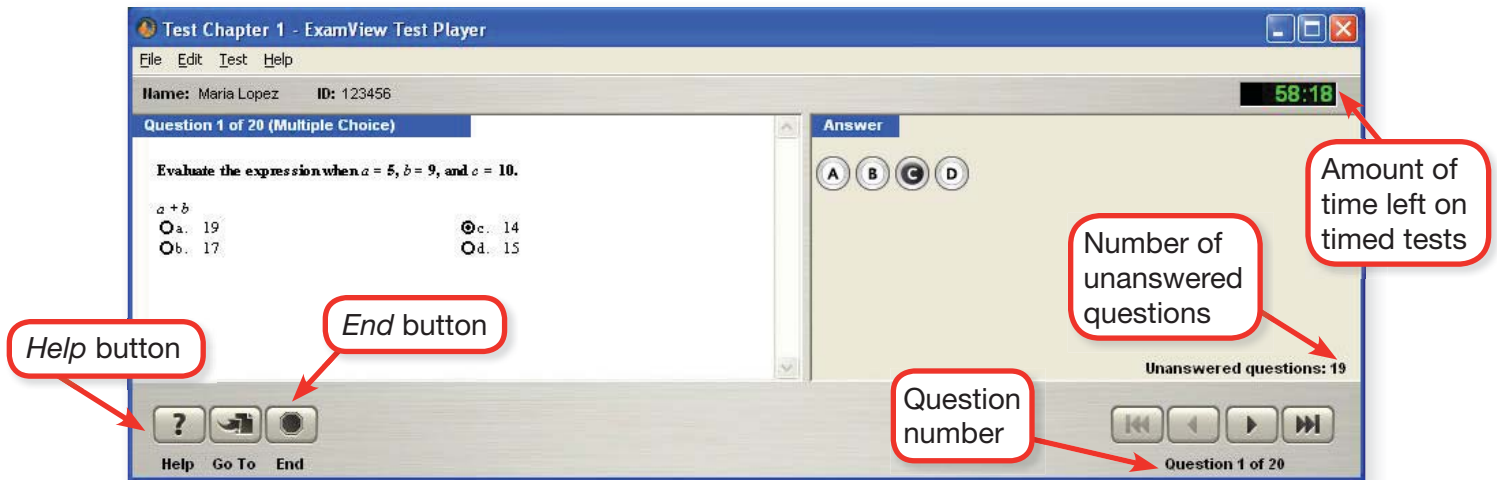 Test Chapter 1 - ExamView Test Player
File Edit Test Help
Name: Maria Lopez ID: 123456
58:18
Question 1 of 20 (Multiple Choice)
Answer
Evaluate the expression when a = 5, b = 9, and c = 10.
a + b
a. 19
c. 14
b. 17
d. 15
A B C D
Amount of
time left on
timed tests
Number of
unanswered
questions
End button
Help button
Unanswered questions: 19
Question
number
?
Help Go To End
Question 1 of 20